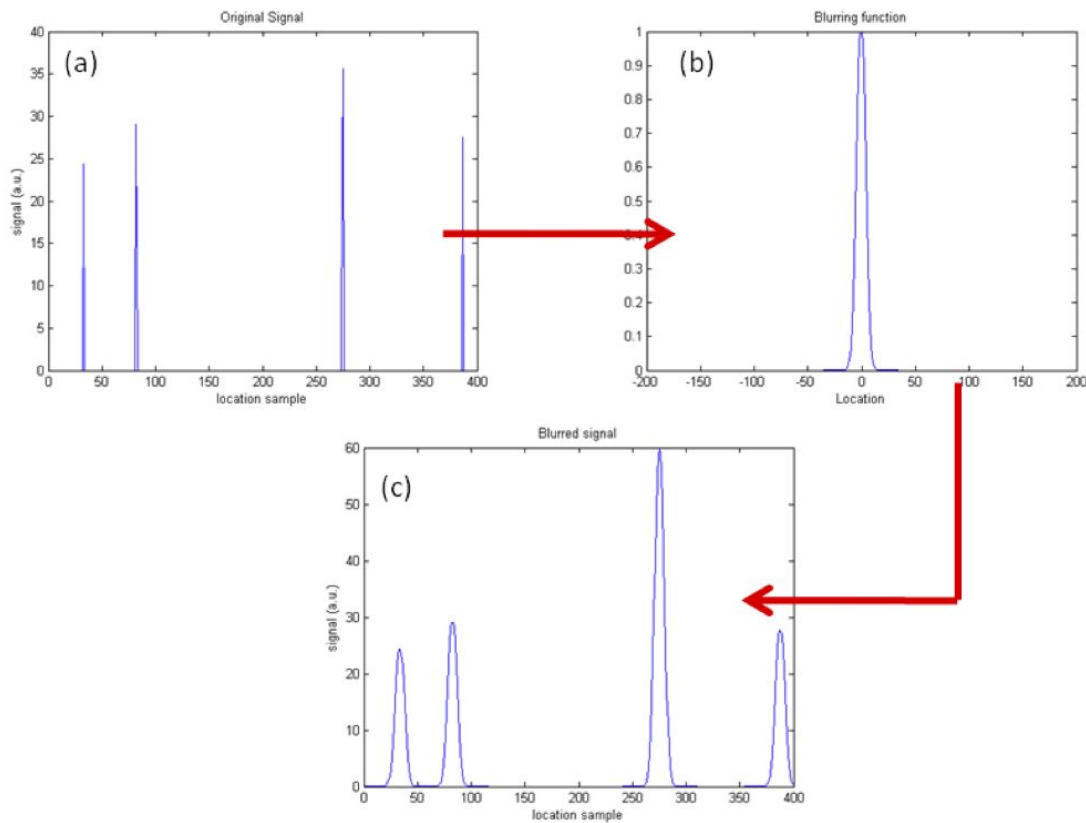 Original Signal
(a)
40
35
30
25
20
15
10
5
0
signal (a.u.)
0 50 100 150 200 250 300 350 400
location sample
Blurring function
(b)
1
0.9
0.8
0.7
0.6
0.5
0.4
0.3
0.2
0.1
0
-200 -150 -100 -50 0 50 100 150 200
Location
Blurred signal
(c)
60
50
40
30
20
10
0
signal (a.u.)
0 50 100 150 200 250 300 350 400
location sample